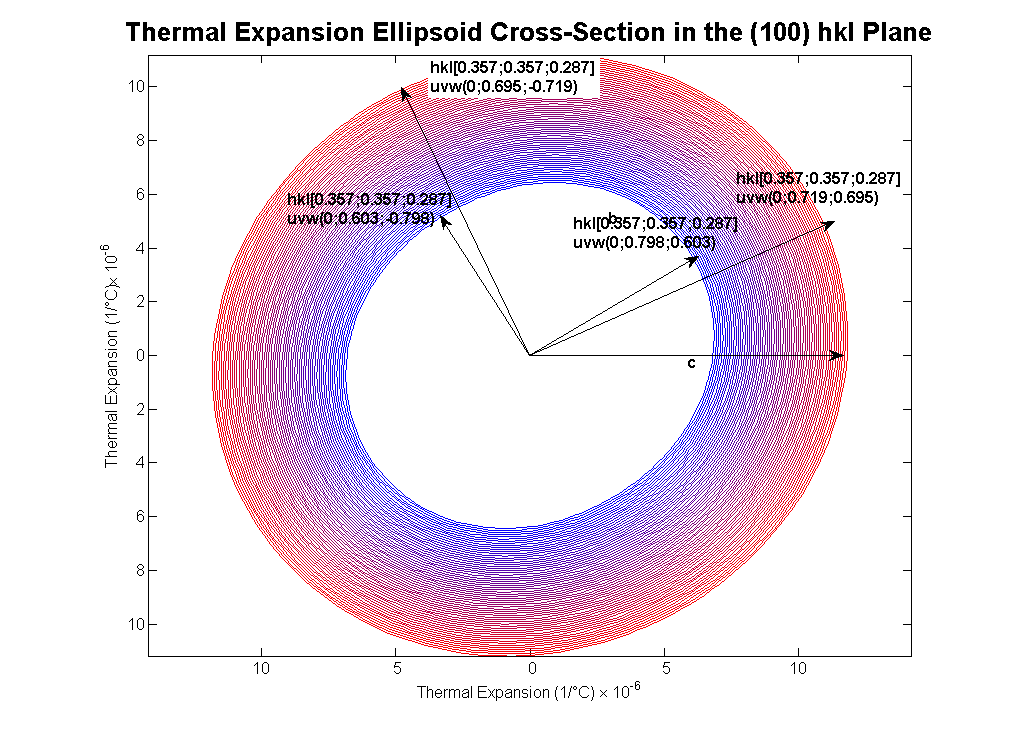 Thermal Expansion Ellipsoid Cross-Section in the (100) hkl Plane
hkl[0.357;0.357;0.287]
uvw(0;0.695;-0.719)
hkl[0.357;0.357;0.287]
uvw(0;0.719;0.695)
hkl[0.357;0.357;0.287]
uvw(0;0.603;-0.798)
b
hkl[0.357;0.357;0.287]
uvw(0;0.798;0.603)
c
10
8
6
4
2
0
2
4
6
8
10
Thermal Expansion (1/°C)× 10^-6
10
5
0
5
10
Thermal Expansion (1/°C) × 10^-6